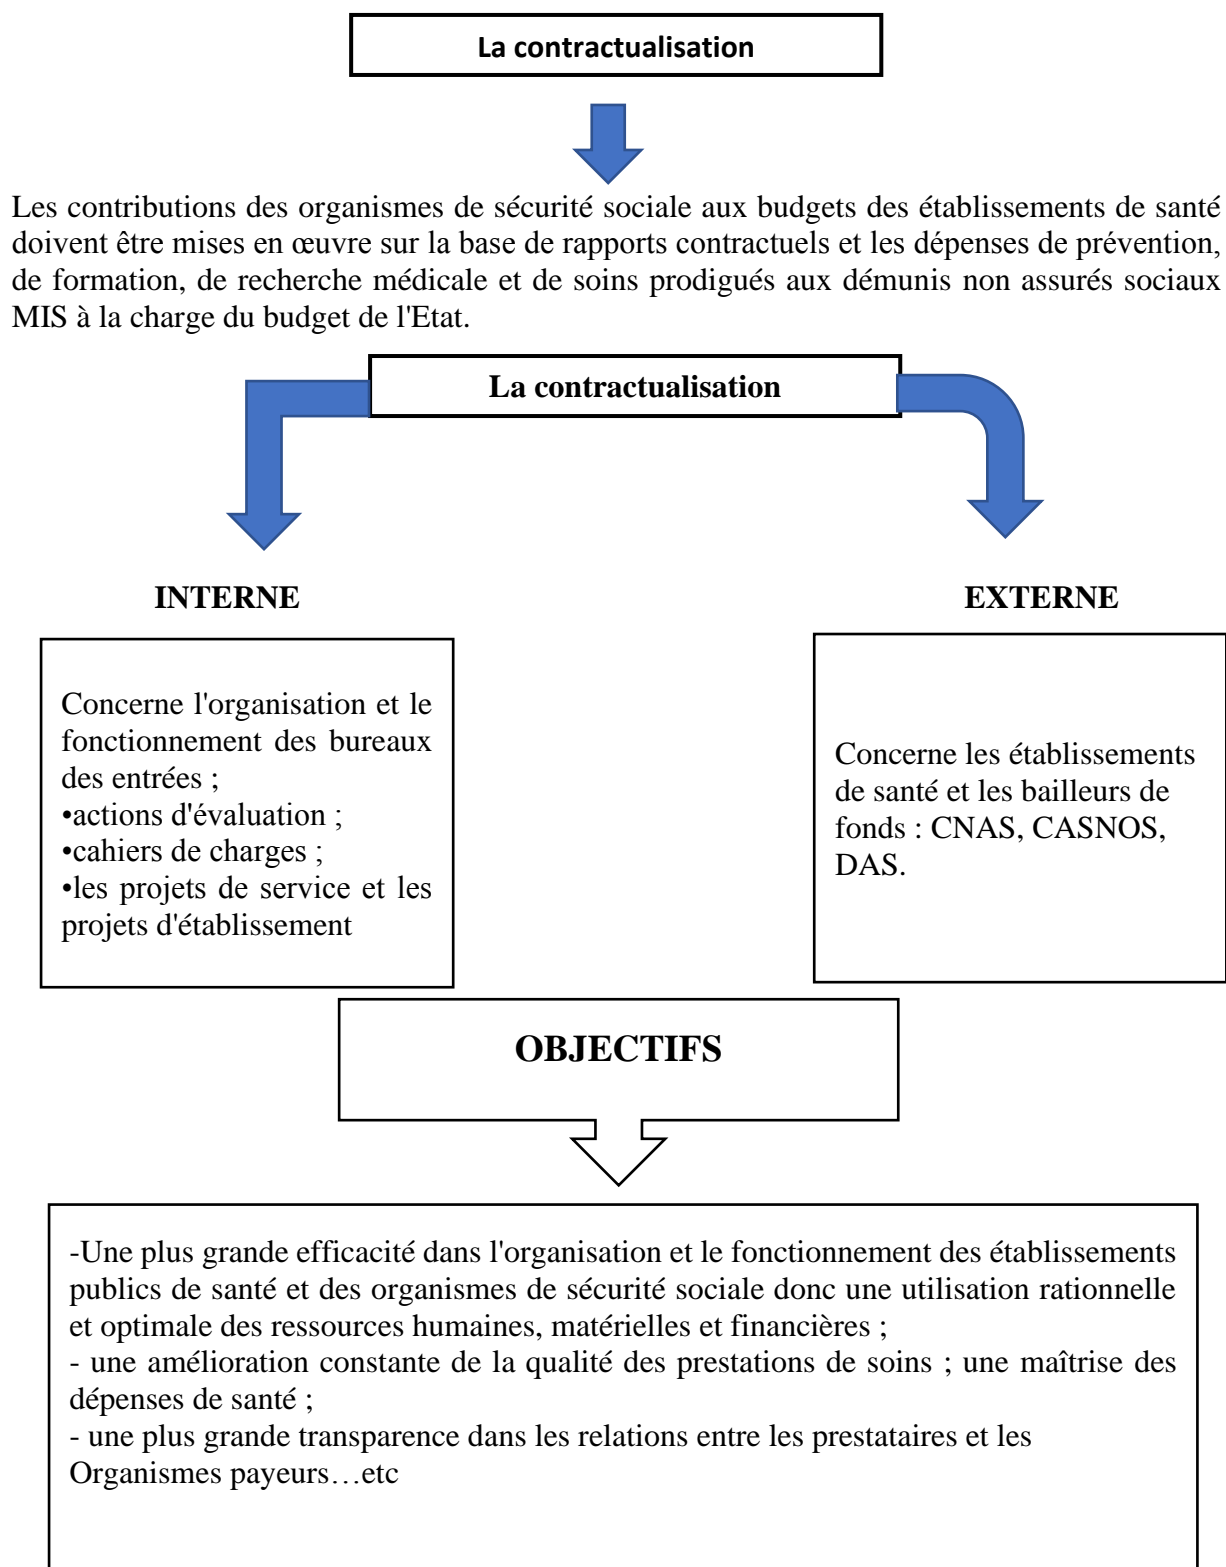 La contractualisation
Les contributions des organismes de sécurité sociale aux budgets des établissements de santé
doivent être mises en œuvre sur la base de rapports contractuels et les dépenses de prévention,
de formation, de recherche médicale et de soins prodigués aux démunis non assurés sociaux
MIS à la charge du budget de l'Etat.
La contractualisation
INTERNE
Concerne l'organisation et le
fonctionnement des bureaux
des entrées ;
•actions d'évaluation ;
•cahiers de charges ;
•les projets de service et les
projets d'établissement
EXTERNE
Concerne les établissements
de santé et les bailleurs de
fonds : CNAS, CASNOS,
DAS.
OBJECTIFS
-Une plus grande efficacité dans l'organisation et le fonctionnement des établissements
publics de santé et des organismes de sécurité sociale donc une utilisation rationnelle
et optimale des ressources humaines, matérielles et financières ;
- une amélioration constante de la qualité des prestations de soins ; une maîtrise des
dépenses de santé ;
- une plus grande transparence dans les relations entre les prestataires et les
Organismes payeurs…etc